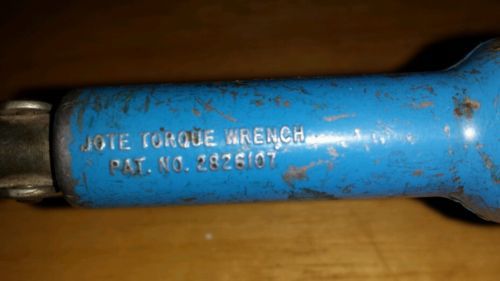 JOTE TORQUE WRENCH
PAT. NO. 2826107